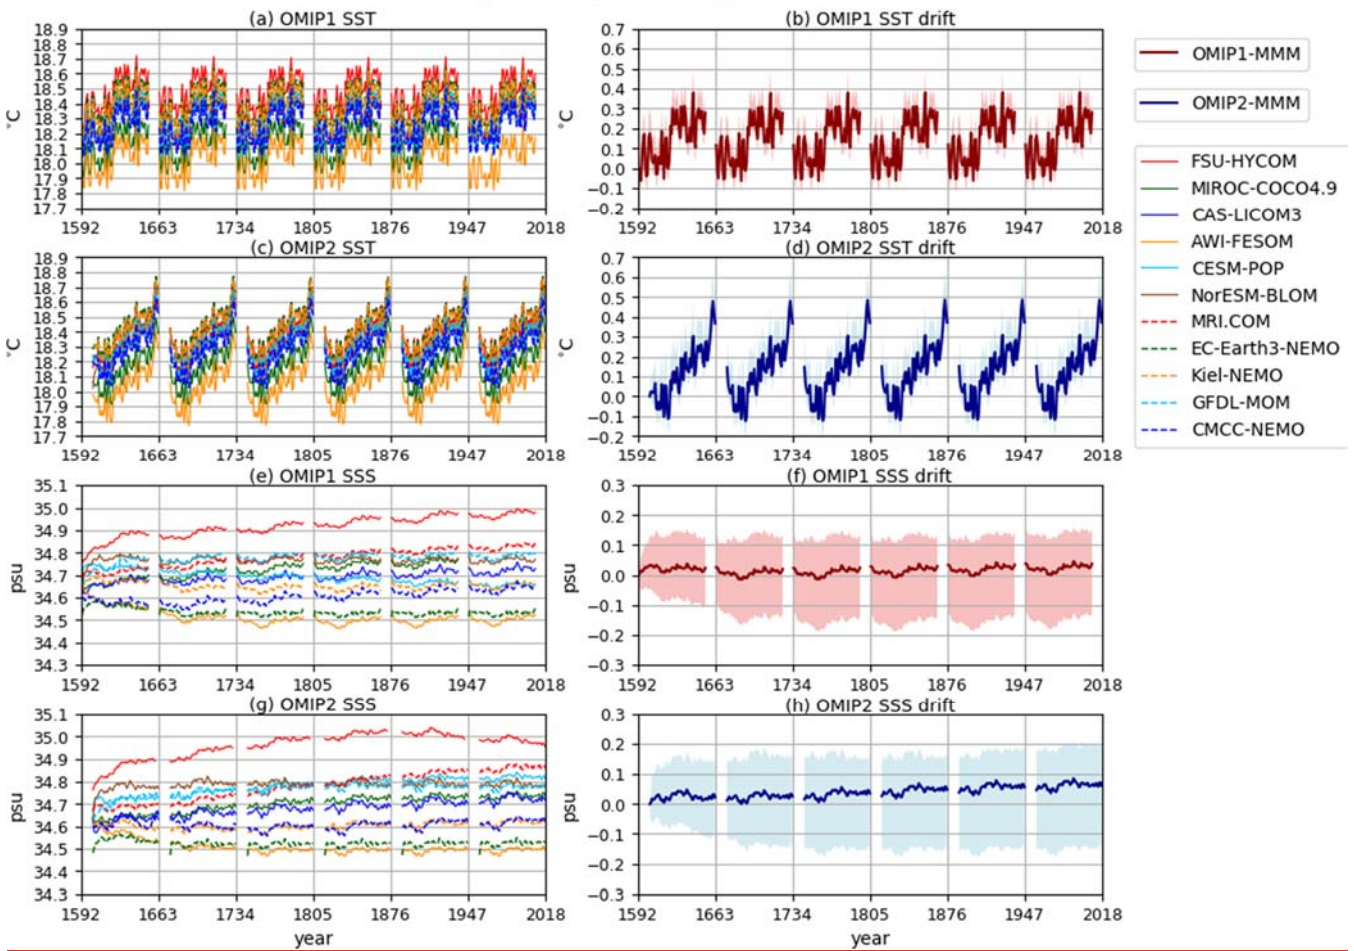 (a) OMIP1 SST
18.9
18.8
18.7
18.6
18.5
18.4
18.3
18.2
18.1
18.0
17.9
17.8
17.7
°C
1592 1663 1734 1805 1876 1947 2018
(b) OMIP1 SST drift
0.7
0.6
0.5
0.4
0.3
0.2
0.1
0.0
−0.1
−0.2
°C
1592 1663 1734 1805 1876 1947 2018
OMIP1-MMM
OMIP2-MMM
FSU-HYCOM
MIROC-COCO4.9
CAS-LICOM3
AWI-FESOM
CESM-POP
NorESM-BLOM
MRI.COM
EC-Earth3-NEMO
Kiel-NEMO
GFDL-MOM
CMCC-NEMO
(c) OMIP2 SST
18.9
18.8
18.7
18.6
18.5
18.4
18.3
18.2
18.1
18.0
17.9
17.8
17.7
°C
1592 1663 1734 1805 1876 1947 2018
(d) OMIP2 SST drift
0.7
0.6
0.5
0.4
0.3
0.2
0.1
0.0
−0.1
−0.2
°C
1592 1663 1734 1805 1876 1947 2018
(e) OMIP1 SSS
35.1
35.0
34.9
34.8
34.7
34.6
34.5
34.4
34.3
psu
1592 1663 1734 1805 1876 1947 2018
(f) OMIP1 SSS drift
0.3
0.2
0.1
0.0
−0.1
−0.2
−0.3
psu
1592 1663 1734 1805 1876 1947 2018
(g) OMIP2 SSS
35.1
35.0
34.9
34.8
34.7
34.6
34.5
34.4
34.3
psu
1592 1663 1734 1805 1876 1947 2018
year
(h) OMIP2 SSS drift
0.3
0.2
0.1
0.0
−0.1
−0.2
−0.3
psu
1592 1663 1734 1805 1876 1947 2018
year